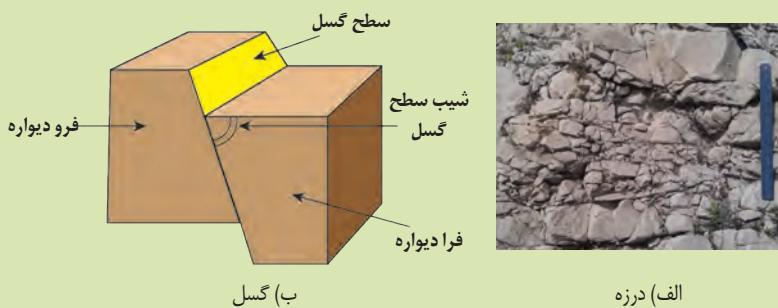 سطح گسل
شیب سطح
گسل
فرو دیواره
فرا دیواره
الف) درزه
ب) گسل